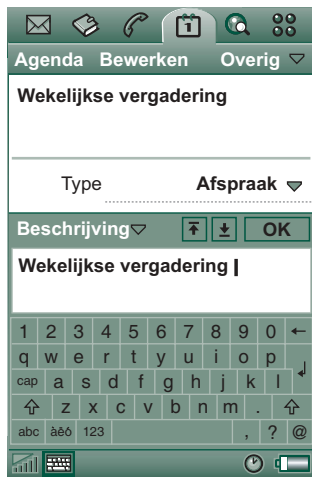 Agenda Bewerken Overig
Wekelijkse vergadering
Type Afspraak
Beschrijving OK
Wekelijkse vergadering
1 2 3 4 5 6 7 8 9 0
q w e r t y u i o p
cap a s d f g h j k l
z x c v b n m .
abc àèó 123 , ? @